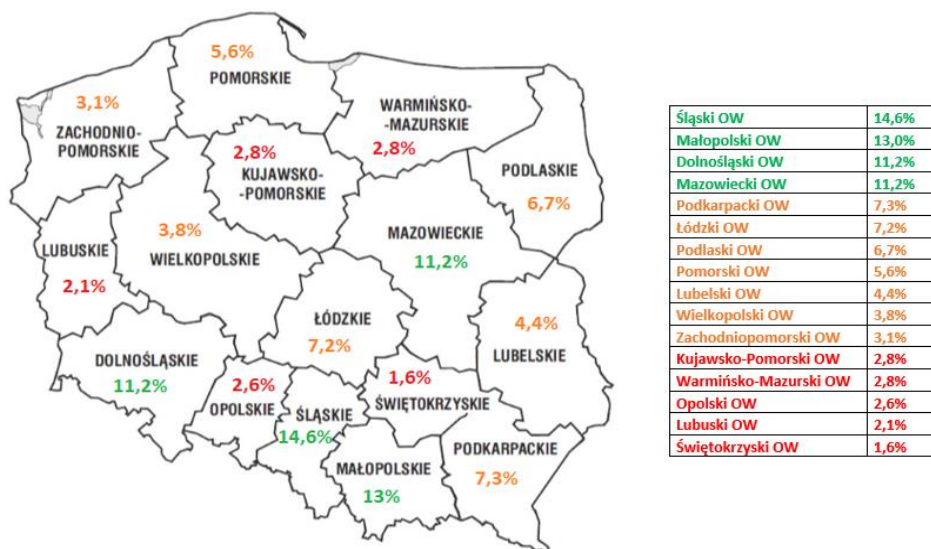 5,6%
POMORSKIE
3,1%
ZACHODNIO-
POMORSKIE
WARMIŃSKO-
-MAZURSKIE
2,8%
2,8%
KUJAWSKO-
-POMORSKIE
PODLASKIE
6,7%
LUBUSKIE
2,1%
3,8%
WIELKOPOLSKIE
MAZOWIECKIE
11,2%
ŁÓDZKIE
7,2%
4,4%
LUBELSKIE
DOLNOŚLĄSKIE
11,2%
2,6%
OPOLSKIE
ŚLĄSKIE
14,6%
1,6%
ŚWIĘTOKRZYSKIE
MAŁOPOLSKIE
13%
PODKARPACKIE
7,3%
Śląski OW 14,6%
Małopolski OW 13,0%
Dolnośląski OW 11,2%
Mazowiecki OW 11,2%
Podkarpacki OW 7,3%
Łódzki OW 7,2%
Podlaski OW 6,7%
Pomorski OW 5,6%
Lubelski OW 4,4%
Wielkopolski OW 3,8%
Zachodniopomorski OW 3,1%
Kujawsko-Pomorski OW 2,8%
Warmińsko-Mazurski OW 2,8%
Opolski OW 2,6%
Lubuski OW 2,1%
Świętokrzyski OW 1,6%